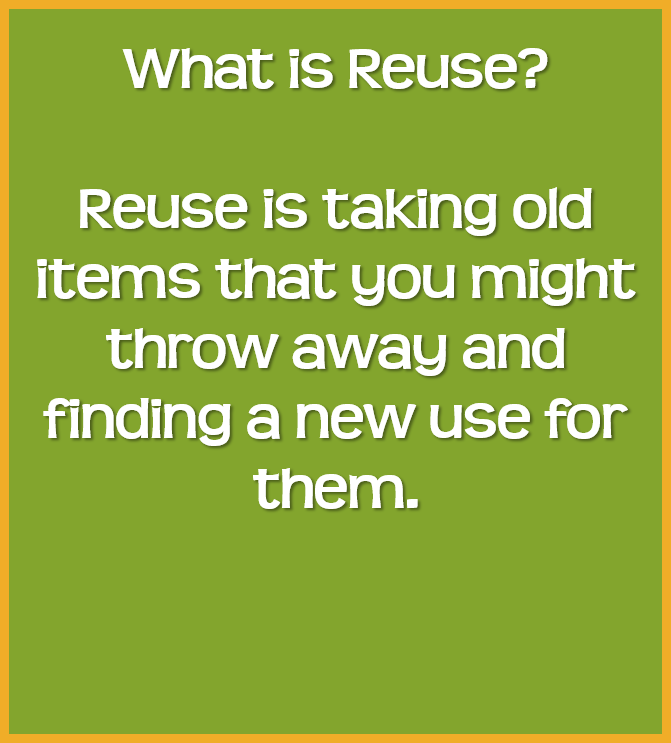 What is Reuse?
Reuse is taking old
items that you might
throw away and
finding a new use for
them.